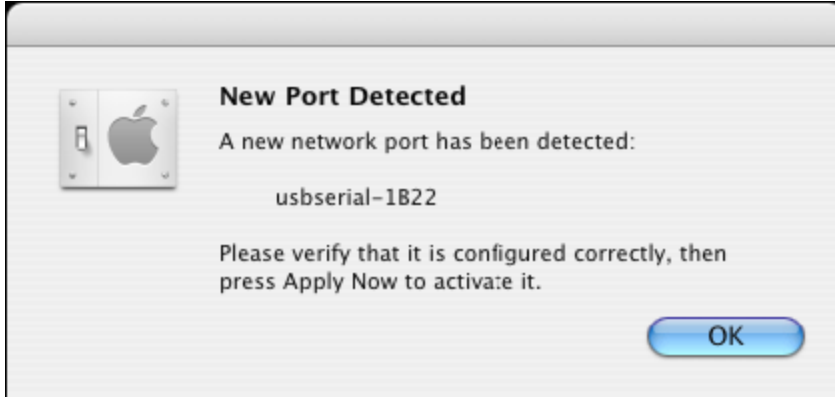 New Port Detected
A new network port has been detected:
usbserial-1B22
Please verify that it is configured correctly, then
press Apply Now to activate it.
OK